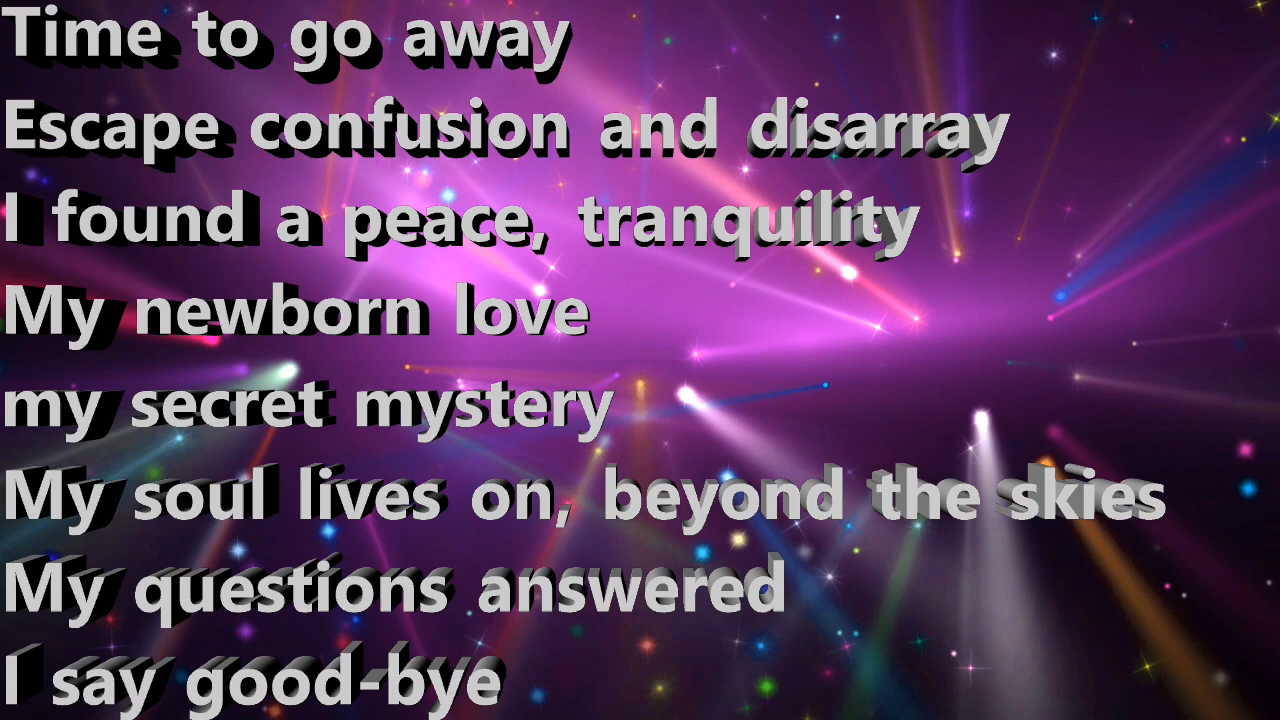 Time to go away
Escape confusion and disarray
I found a peace, tranquility
My newborn love
my secret mystery
My soul lives on, beyond the skies
My questions answered
I say good-bye